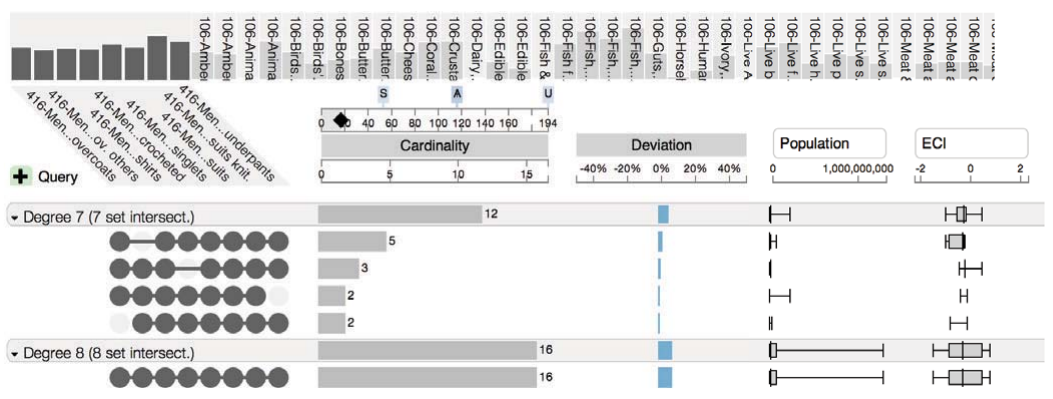 106-Amber
106-Amber
106-Anima
106-Anima
106-Birds..
106-Birds'.
106-Bones
106-Butter..
106-Butter..
106-Chees
106-Coral..
106-Crusta
106-Dairy,..
106-Edible
106-Edible
106-Fish &
106-Fish f..
106-Fish,...
106-Fish,...
106-Fish,...
106-Guts,..
106-Horsel
106-Human
106-Ivory,..
106-Live A
106-Live b
106-Live f..
106-Live h.
106-Live p
106-Live s.
106-Live s.
106-Meat &
106-Meat a
106-Meat a
106-Meat o
416-Men...overcoats
416-Men...ov. others
416-Men...shirts
416-Men...crocheted
416-Men...singlets
416-Men...suits
416-Men...suits knit.
416-Men...underpants
S A U
0 40 60 80 100 120 140 160 194
Cardinality
0 5 10 15
Deviation
-40% -20% 0% 20% 40%
Population
0 1,000,000,000
ECI
-2 0 2
Query
Degree 7 (7 set intersect.) 12
5
3
2
2
Degree 8 (8 set intersect.) 16
16